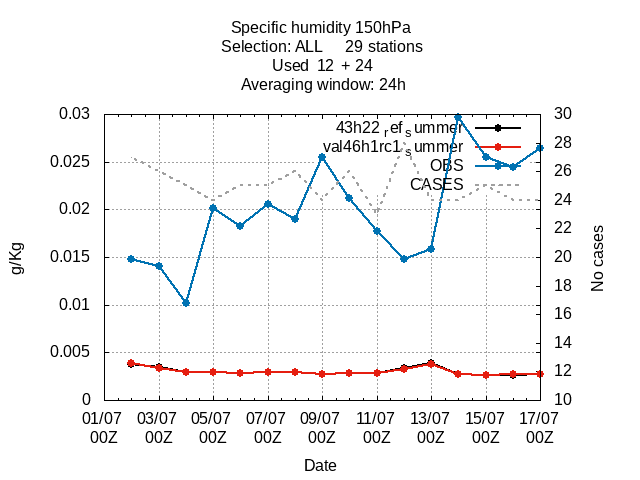 Specific humidity 150hPa
Selection: ALL 29 stations
Used 12 + 24
Averaging window: 24h
43h22ref_summer
val46h1rc1_summer
OBS
CASES
g/Kg
0.03
0.025
0.02
0.015
0.01
0.005
0
30
28
26
24
22
20
18
16
14
12
10
No cases
01/07 03/07 05/07 07/07 09/07 11/07 13/07 15/07 17/07
00Z 00Z 00Z 00Z 00Z 00Z 00Z 00Z 00Z
Date